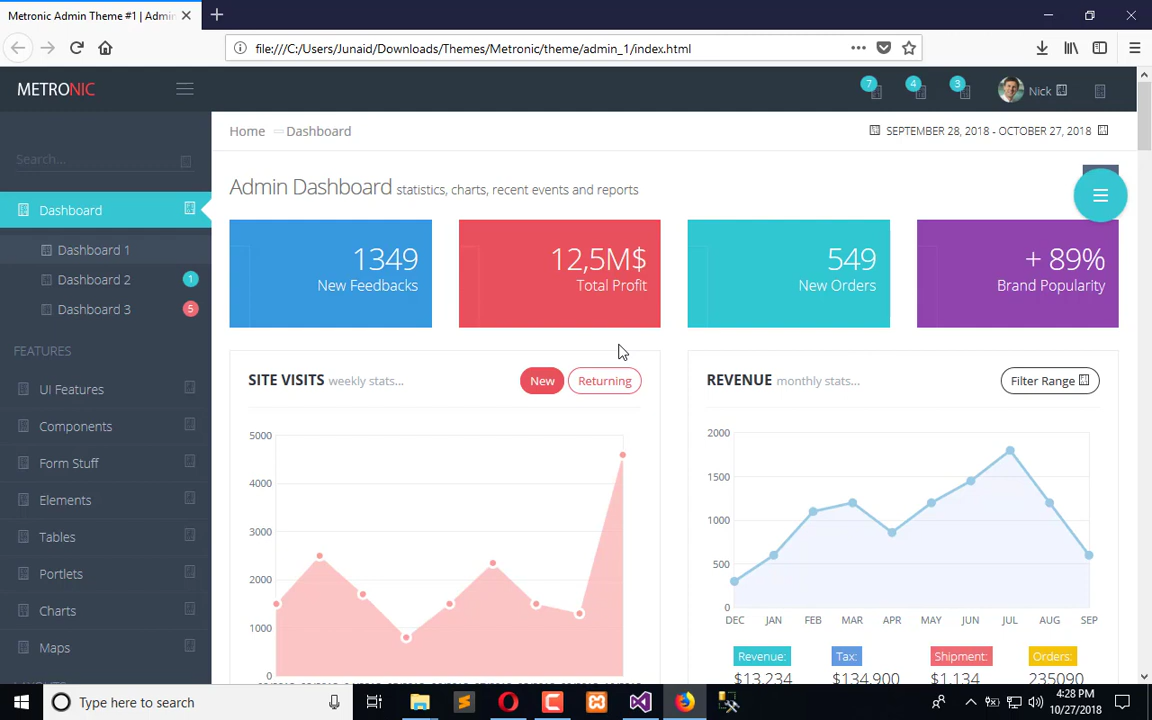 Metronic Admin Theme #1 | Admin
file:///C:/Users/Junaid/Downloads/Themes/Metronic/theme/admin_1/index.html
METRONIC
7
4
3
Nick
Search...
Home
Dashboard
SEPTEMBER 28, 2018 - OCTOBER 27, 2018
Admin Dashboard statistics, charts, recent events and reports
Dashboard
Dashboard 1
Dashboard 2
1
Dashboard 3
5
FEATURES
UI Features
Components
Form Stuff
Elements
Tables
Portlets
Charts
Maps
1349
New Feedbacks
12,5M$
Total Profit
549
New Orders
+ 89%
Brand Popularity
SITE VISITS weekly stats...
New
Returning
5000
4000
3000
2000
1000
0
REVENUE monthly stats...
Filter Range
2000
1500
1000
500
0
DEC JAN FEB MAR APR MAY JUN JUL AUG SEP
Revenue: Tax: Shipment: Orders:
$13,234 $134,900 $1,134 235090
Type here to search
4:28 PM
10/27/2018